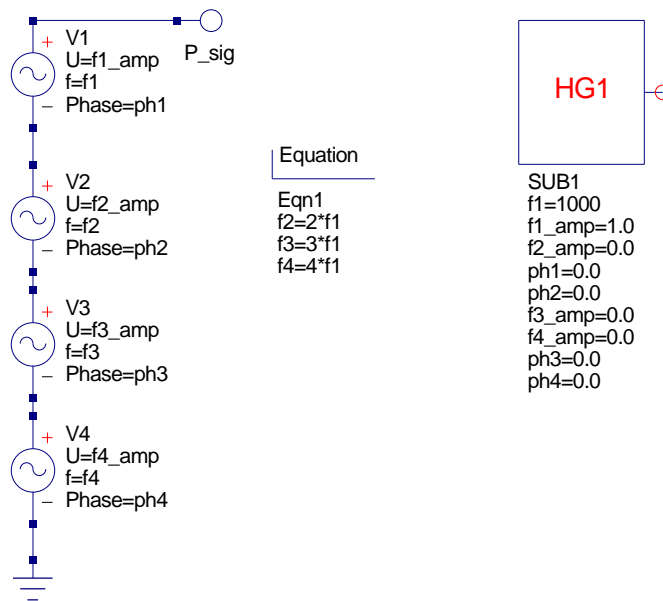 V1
U=f1_amp
f=f1
Phase=ph1
P_sig
V2
U=f2_amp
f=f2
Phase=ph2
V3
U=f3_amp
f=f3
Phase=ph3
V4
U=f4_amp
f=f4
Phase=ph4
Equation
Eqn1
f2=2*f1
f3=3*f1
f4=4*f1
HG1
SUB1
f1=1000
f1_amp=1.0
f2_amp=0.0
ph1=0.0
ph2=0.0
f3_amp=0.0
f4_amp=0.0
ph3=0.0
ph4=0.0